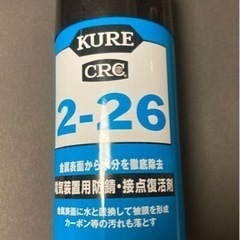 KURE
CRC
2-26
金属表面から水分を徹底除去
電気装置用防錆・接点復活剤
金属表面に水と置換して被膜を形成
カーボン等の汚れも落とす